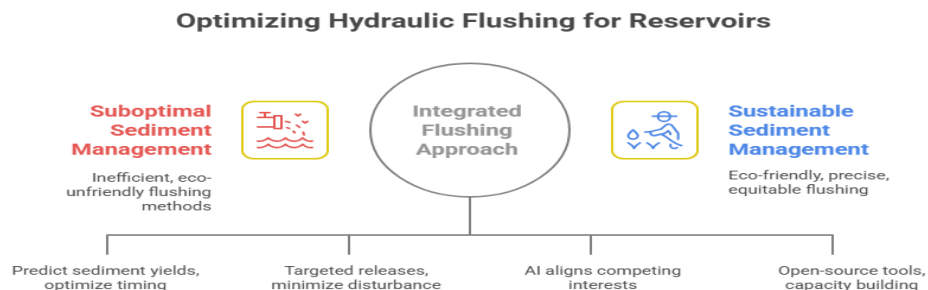 Optimizing Hydraulic Flushing for Reservoirs
Suboptimal
Sediment
Management
Inefficient, eco-
unfriendly flushing
methods
Integrated
Flushing
Approach
Sustainable
Sediment
Management
Eco-friendly, precise,
equitable flushing
Predict sediment yields,
optimize timing
Targeted releases,
minimize disturbance
AI aligns competing
interests
Open-source tools,
capacity building